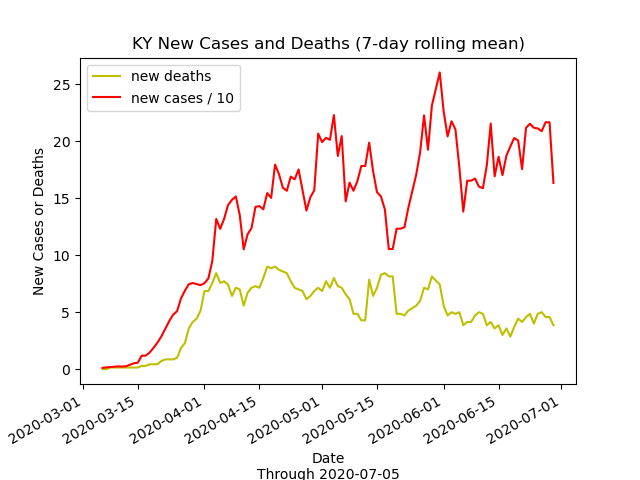 KY New Cases and Deaths (7-day rolling mean)
new deaths
new cases / 10
New Cases or Deaths
25
20
15
10
5
0
2020-03-01
2020-03-15
2020-04-01
2020-04-15
2020-05-01
2020-05-15
2020-06-01
2020-06-15
2020-07-01
Date
Through 2020-07-05